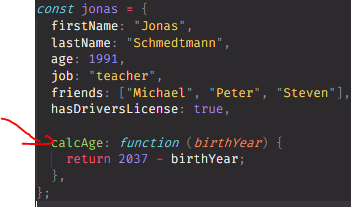 const jonas = {
firstName: "Jonas",
lastName: "Schmedtmann",
age: 1991,
job: "teacher",
friends: ["Michael", "Peter", "Steven"],
hasDriversLicense: true,
calcAge: function (birthYear) {
return 2037 - birthYear;
},
};